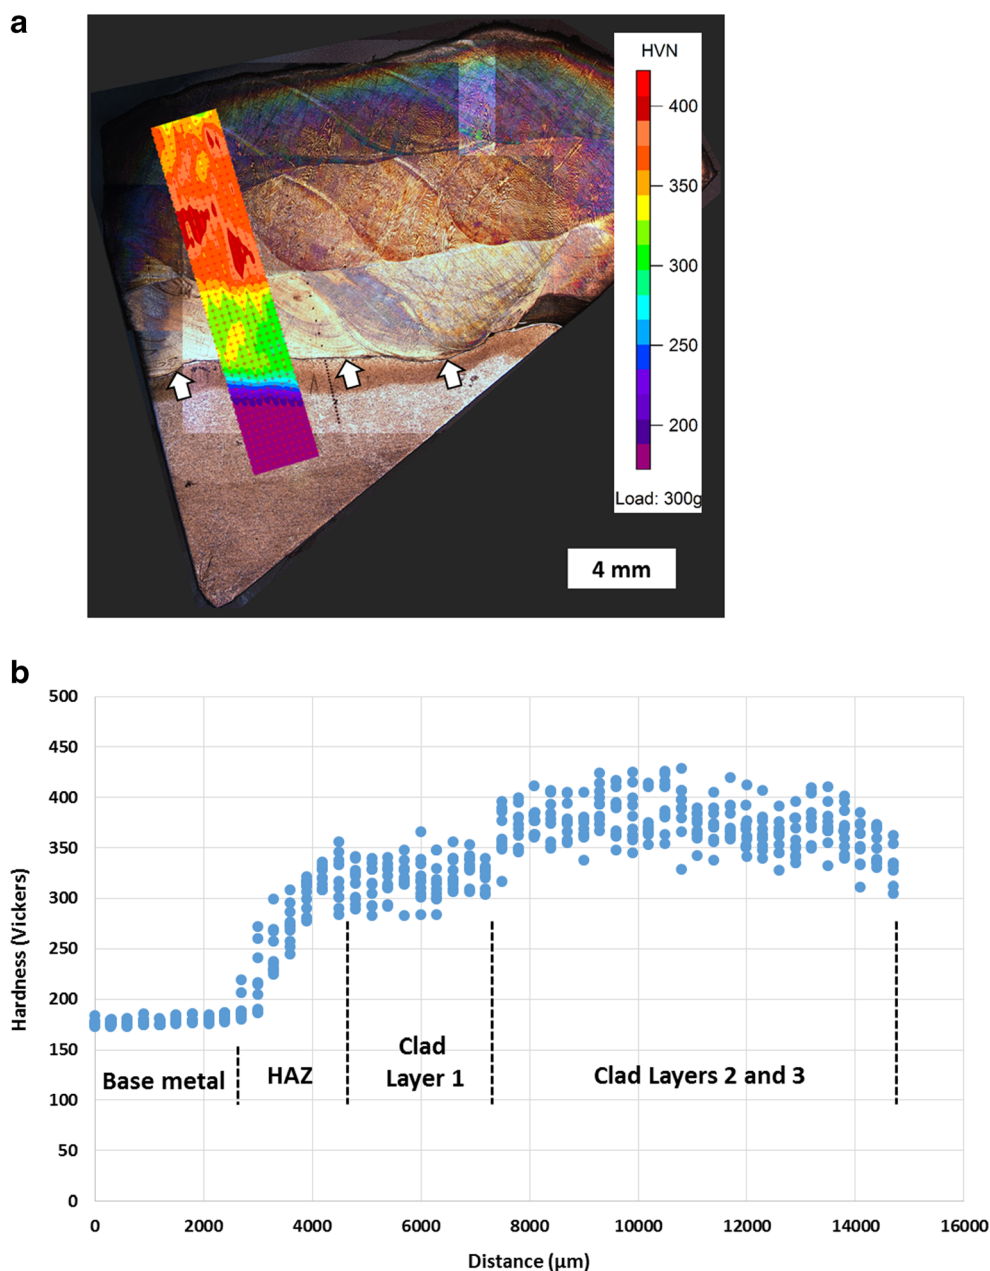 a
HVN
400
350
300
250
200
Load: 300g
4 mm
b
500
450
400
350
300
250
200
150
100
50
0
Hardness (Vickers)
Base metal
HAZ
Clad
Layer 1
Clad Layers 2 and 3
0 2000 4000 6000 8000 10000 12000 14000 16000
Distance (µm)